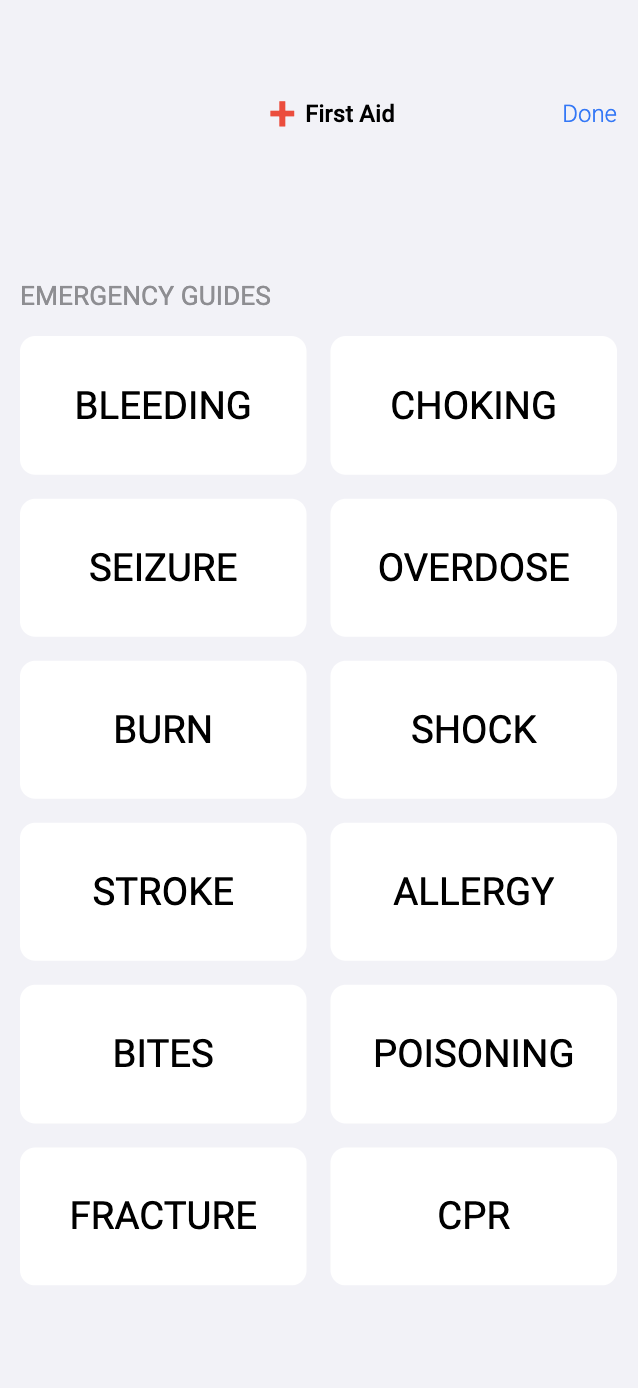 First Aid
Done
EMERGENCY GUIDES
BLEEDING
CHOKING
SEIZURE
OVERDOSE
BURN
SHOCK
STROKE
ALLERGY
BITES
POISONING
FRACTURE
CPR